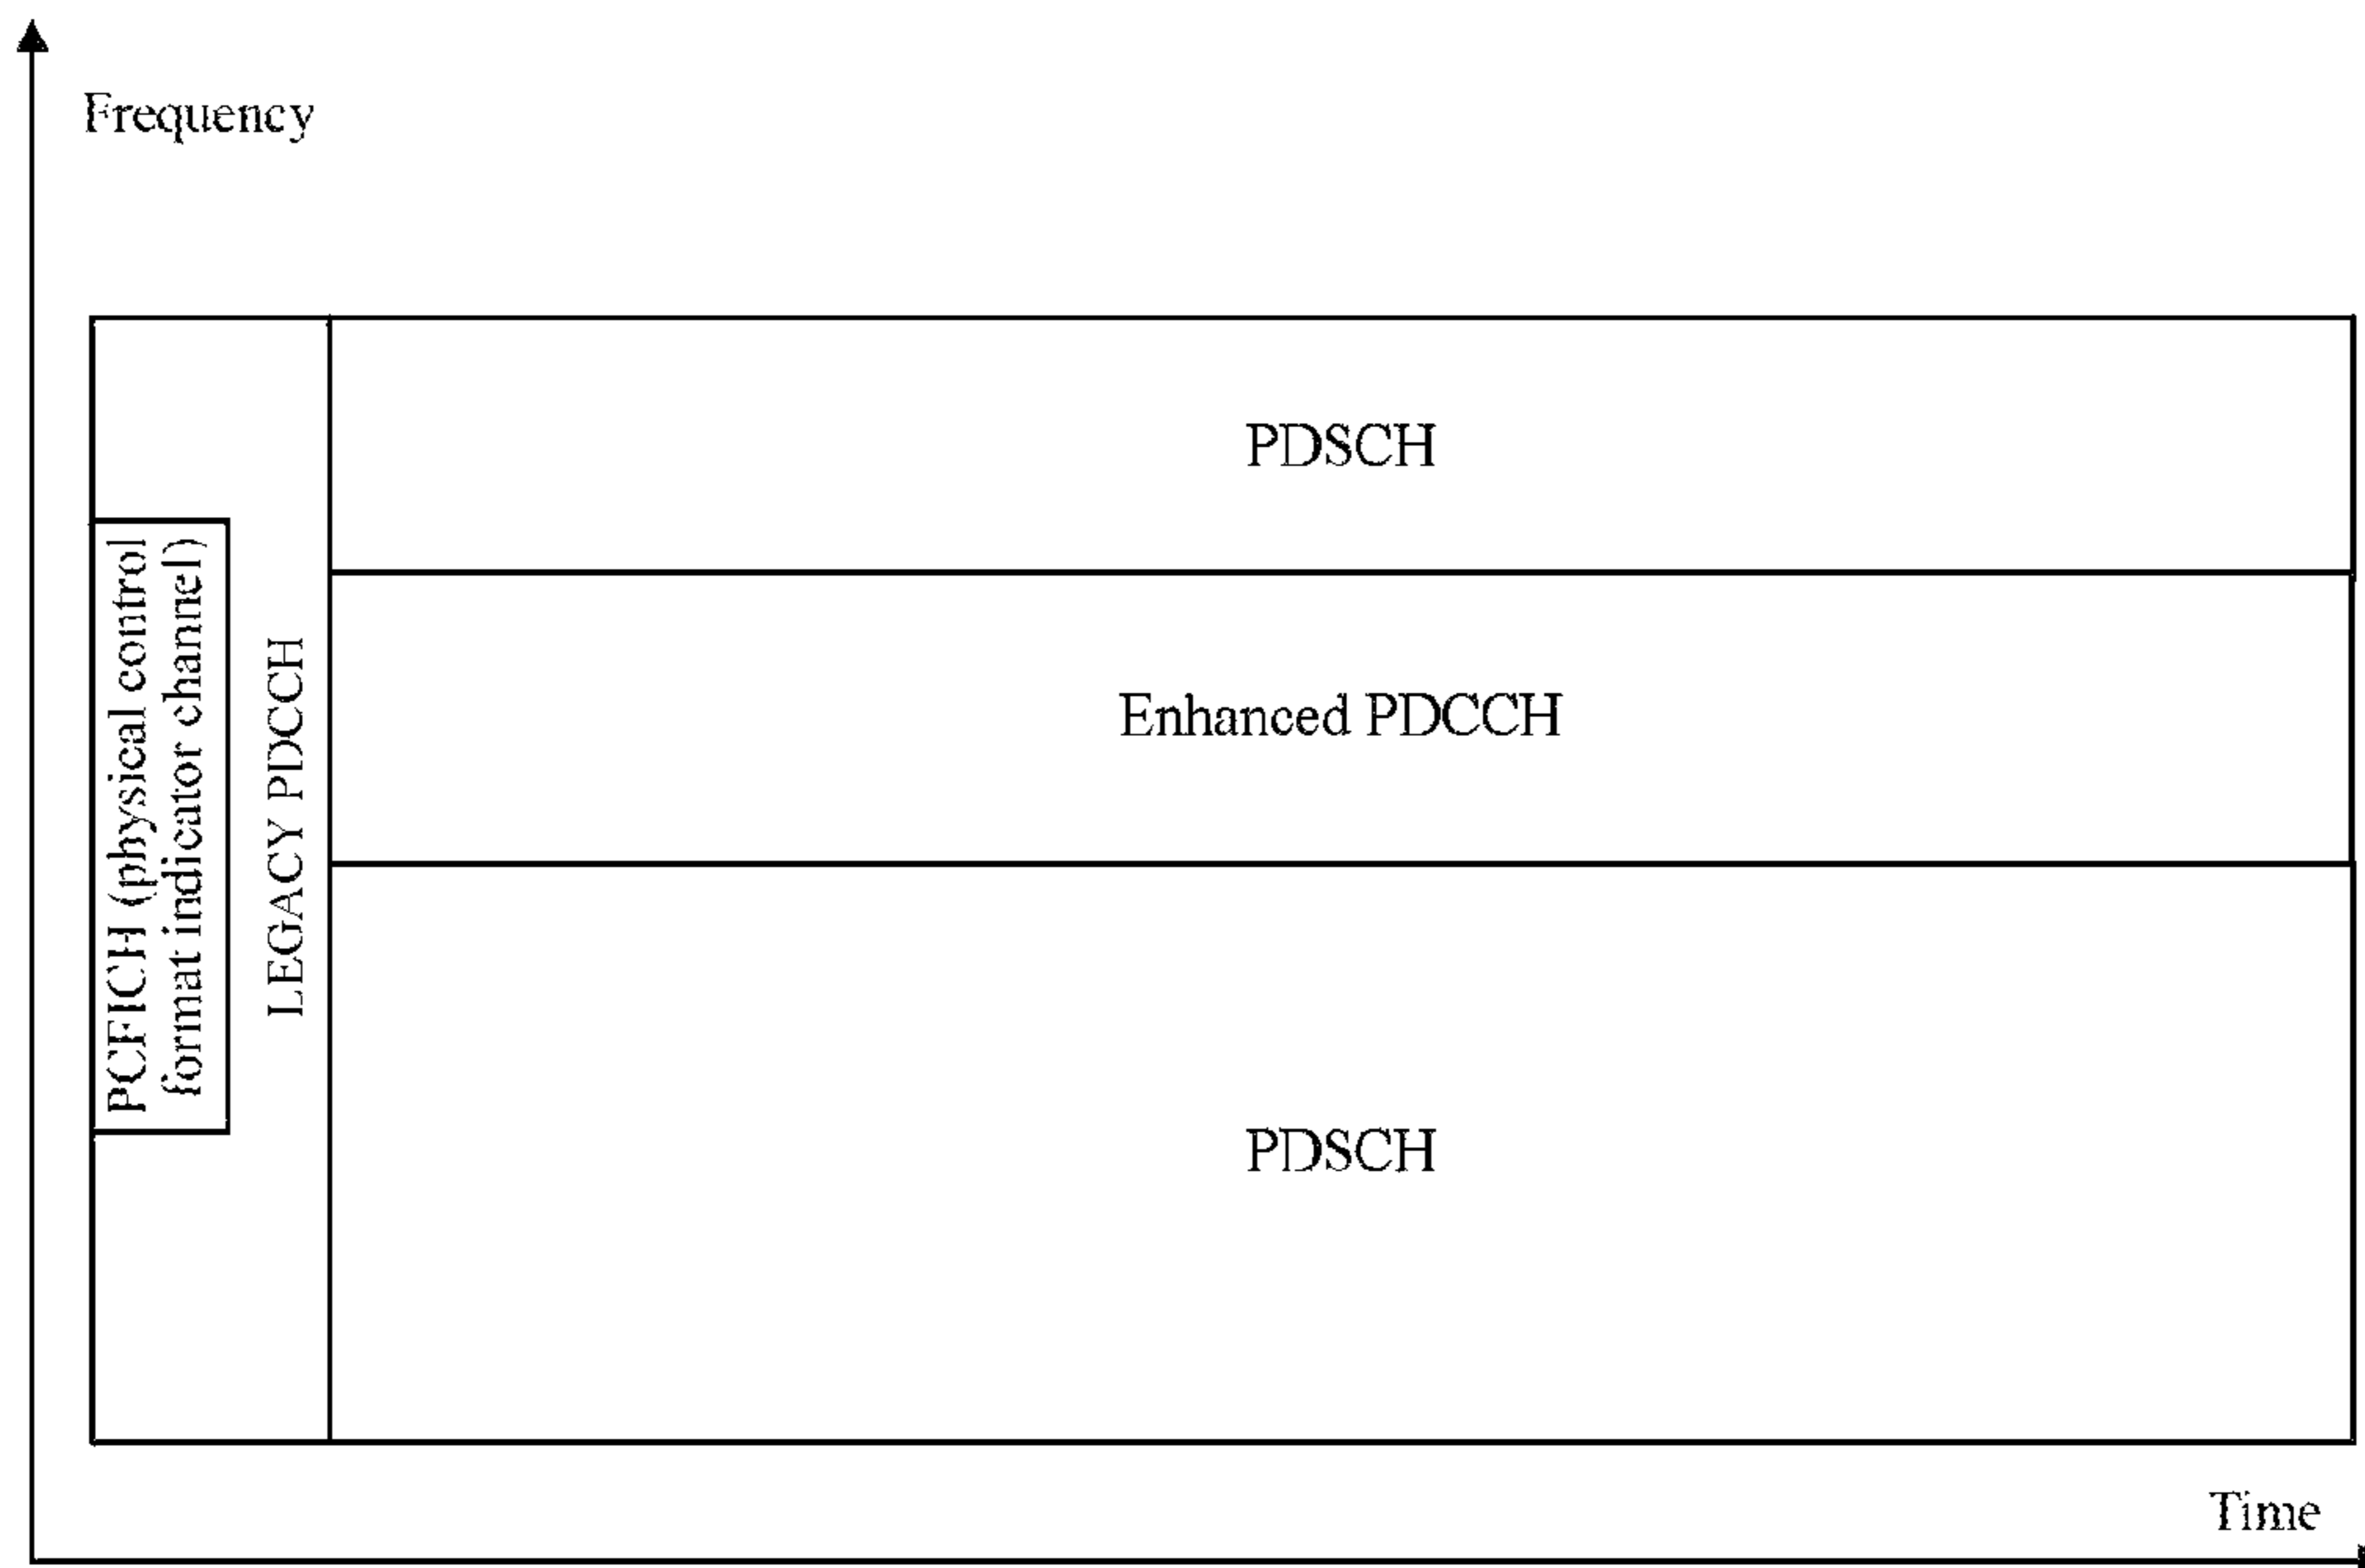 Frequency
PDSCH
PCFICH (physical control
format indicator channel)
LEGACY PDCCH
Enhanced PDCCH
PDSCH
Time